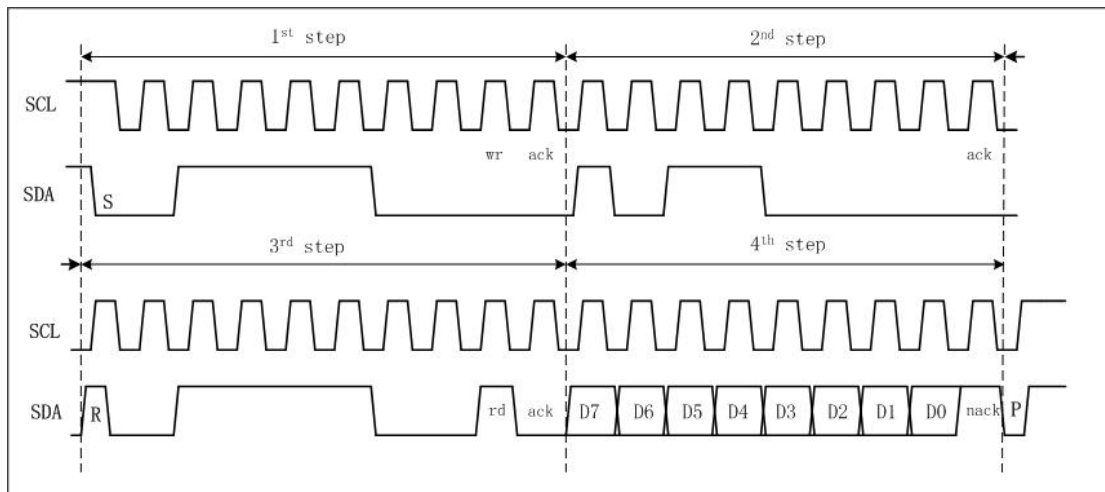 1st step 2nd step
SCL
wr ack ack
SDA S
3rd step 4th step
SCL
SDA R rd ack D7 D6 D5 D4 D3 D2 D1 D0 nack P